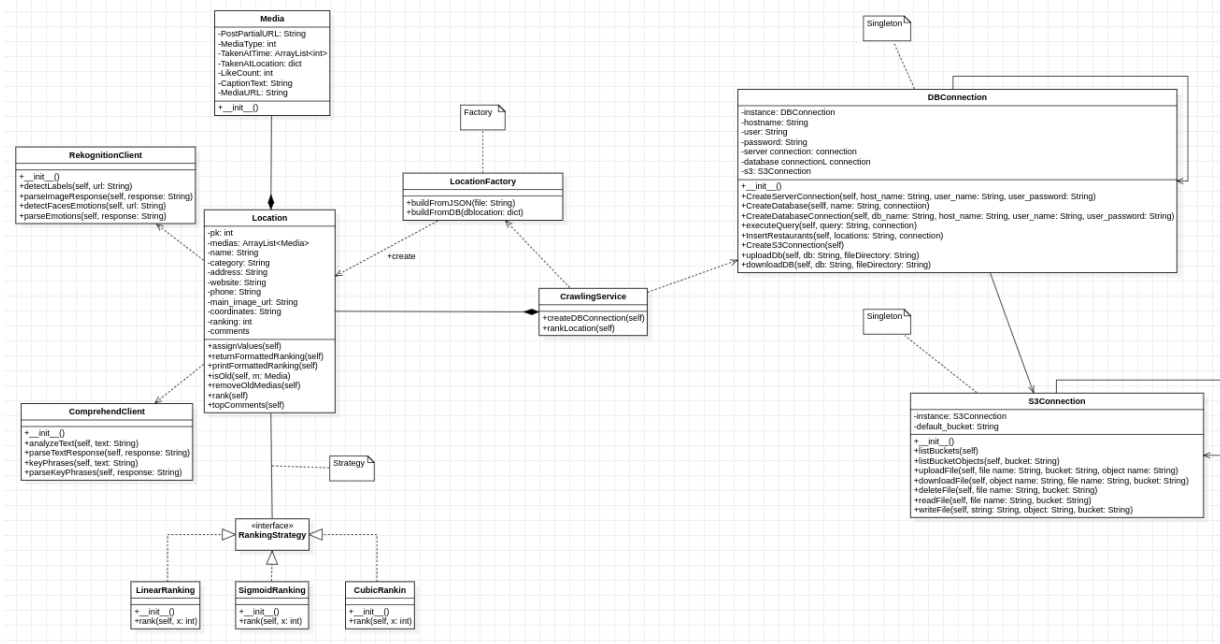 Media
-PostPartialURL: String
-MediaType: int
-TakenAtTime: ArrayList<int>
-TakenAtLocation: dict
-LikeCount: int
-CaptionText: String
-MediaURL: String
+__init__()
Singleton
DBConnection
-instance: DBConnection
-hostname: String
-user: String
-password: String
-server connection: connection
-database connectionL connection
-s3: S3Connection
+__init__()
+CreateServerConnection(self, host_name: String, user_name: String, user_password: String)
+CreateDatabase(self, name: String, connectiion)
+CreateDatabaseConnection(self, db_name: String, host_name: String, user_name: String, user_password: String)
+executeQuery(self, query: String, connection)
+InsertRestaurants(self, locations: String, connection)
+CreateS3Connection(self)
+uploadDb(self, db: String, fileDirectory: String)
+downloadDB(self, db: String, fileDirectory: String)
Factory
RekognitionClient
+__init__()
+detectLabels(self, url: String)
+parseImageResponse(self, response: String)
+detectFacesEmotions(self, url: String)
+parseEmotions(self, response: String)
LocationFactory
+buildFromJSON(file: String)
+buildFromDB(dblocation: dict)
Location
-pk: int
-medias: ArrayList<Media>
-name: String
-category: String
-address: String
-website: String
-phone: String
-main_image_url: String
-coordinates: String
-ranking: int
-comments
+assignValues(self)
+returnFormattedRanking(self)
+printFormattedRanking(self)
+isOld(self, m: Media)
+removeOldMedias(self)
+rank(self)
+topComments(self)
+create
CrawlingService
+createDBConnection(self)
+rankLocation(self)
Singleton
S3Connection
-instance: S3Connection
-default_bucket: String
+__init__()
+listBuckets(self)
+listBucketObjects(self, bucket: String)
+uploadFile(self, file name: String, bucket: String, object name: String)
+downloadFile(self, object name: String, file name: String, bucket: String)
+deleteFile(self, file name: String, bucket: String)
+readFile(self, file name: String, bucket: String)
+writeFile(self, string: String, object: String, bucket: String)
ComprehendClient
+__init__()
+analyzeText(self, text: String)
+parseTextResponse(self, response: String)
+keyPhrases(self, text: String)
+parseKeyPhrases(self, response: String)
Strategy
«interface»
RankingStrategy
LinearRanking
+__init__()
+rank(self, x: int)
SigmoidRanking
+__init__()
+rank(self, x: int)
CubicRankin
+__init__()
+rank(self, x: int)